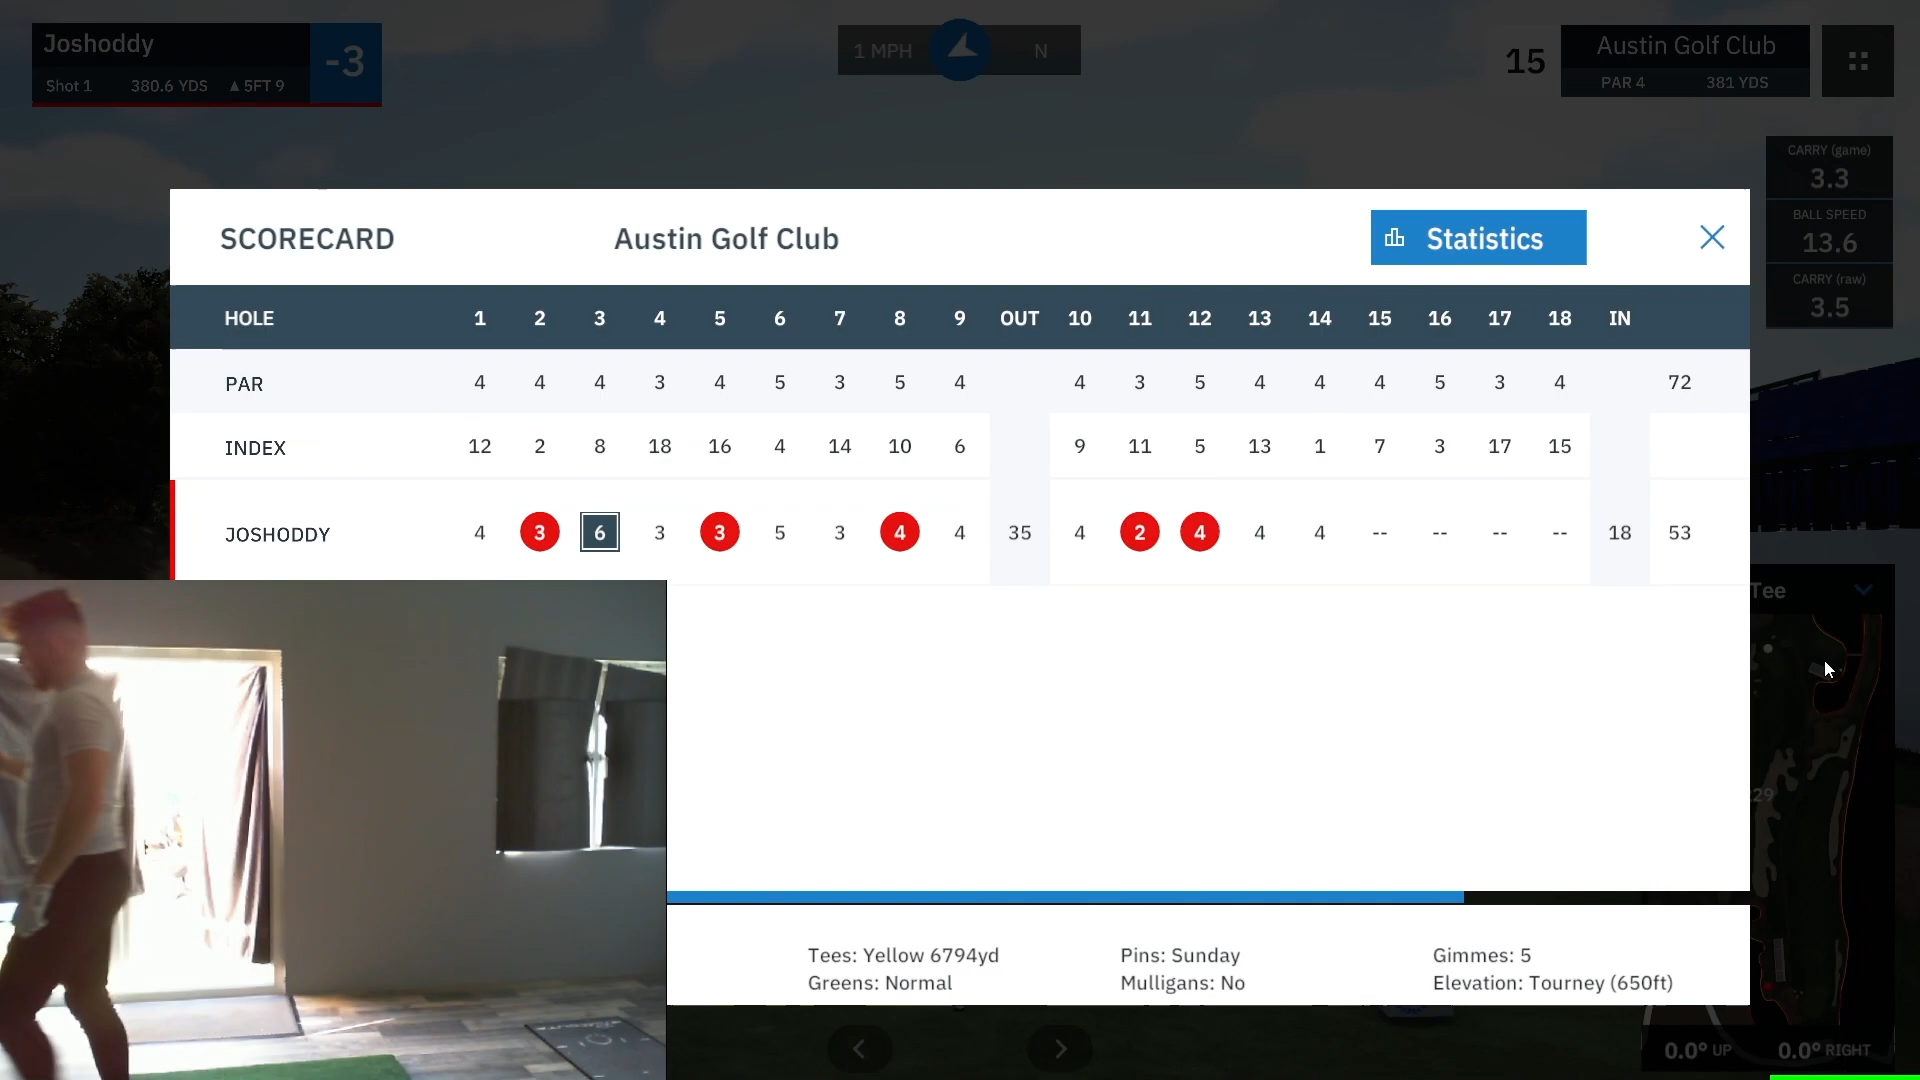 Joshoddy
-3
Shot 1 380.6 YDS ▲5FT 9
1 MPH N
15
Austin Golf Club
PAR 4 381 YDS
CARRY (game)
3.3
BALL SPEED
13.6
CARRY (raw)
3.5
SCORECARD Austin Golf Club Statistics
HOLE 1 2 3 4 5 6 7 8 9 OUT 10 11 12 13 14 15 16 17 18 IN
PAR 4 4 4 3 4 5 3 5 4 4 3 5 4 4 4 5 3 4 72
INDEX 12 2 8 18 16 4 14 10 6 9 11 5 13 1 7 3 17 15
JOSHODDY 4 3 6 3 3 5 3 4 4 35 4 2 4 4 4 -- -- -- -- 18 53
Tee
29
Tees: Yellow 6794yd Pins: Sunday Gimmes: 5
Greens: Normal Mulligans: No Elevation: Tourney (650ft)
0.0° UP 0.0° RIGHT